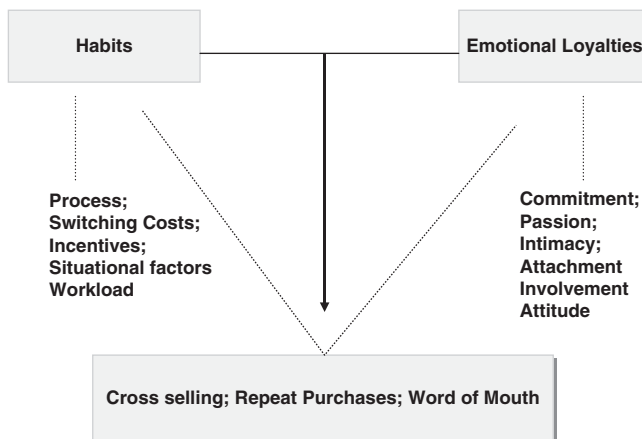 Habits
Emotional Loyalties
Process;
Switching Costs;
Incentives;
Situational factors
Workload
Commitment;
Passion;
Intimacy;
Attachment
Involvement
Attitude
Cross selling; Repeat Purchases; Word of Mouth